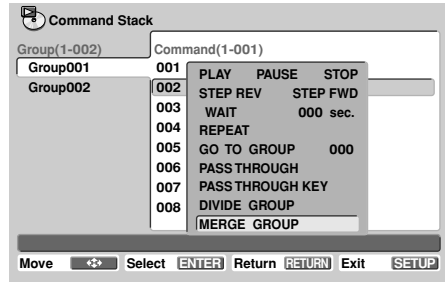 Command Stack
Group(1-002) Command(1-001)
Group001
Group002
001
002
003
004
005
006
007
008
PLAY PAUSE STOP
STEP REV STEP FWD
WAIT 000 sec.
REPEAT
GO TO GROUP 000
PASS THROUGH
PASS THROUGH KEY
DIVIDE GROUP
MERGE GROUP
Move Select ENTER Return RETURN Exit SETUP